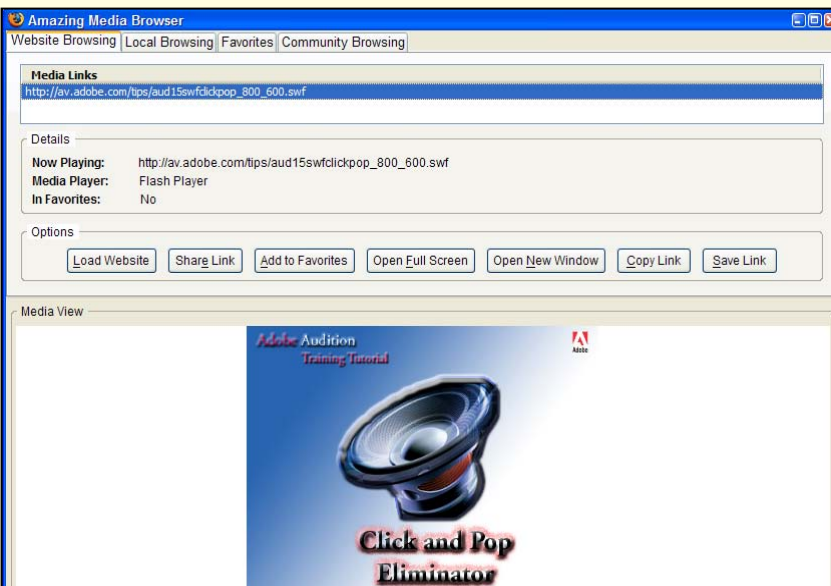 Amazing Media Browser
Website Browsing Local Browsing Favorites Community Browsing
Media Links
http://av.adobe.com/tips/aud15swfclickpop_800_600.swf
Details
Now Playing: http://av.adobe.com/tips/aud15swfclickpop_800_600.swf
Media Player: Flash Player
In Favorites: No
Options
Load Website Share Link Add to Favorites Open Full Screen Open New Window Copy Link Save Link
Media View
Adobe Audition
Training Tutorial
Adobe
Click and Pop
Eliminator